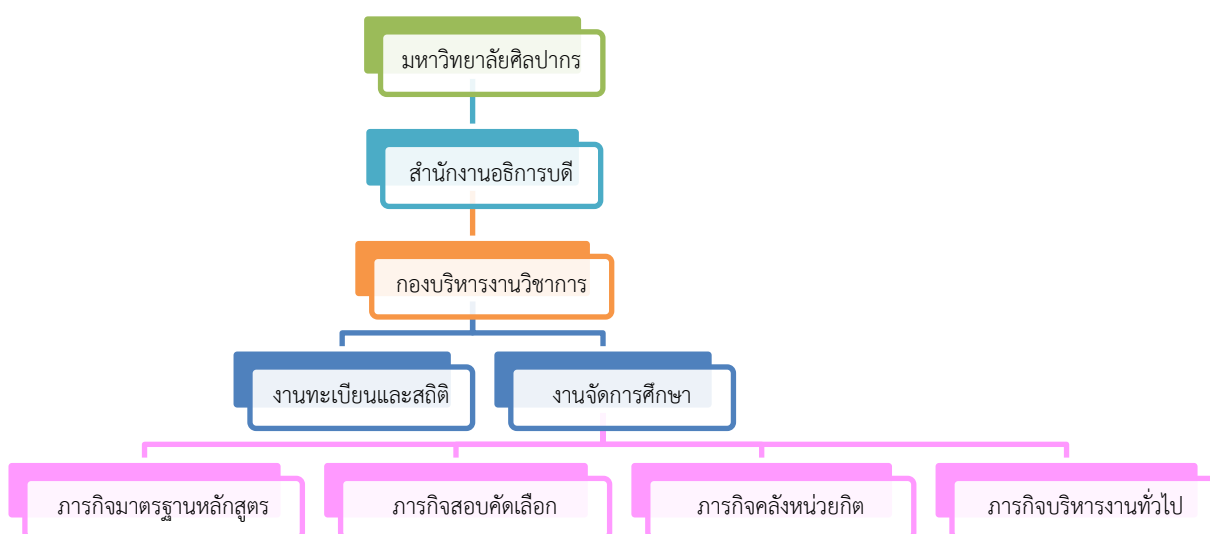 มหาวิทยาลัยศิลปากร
สำนักงานอธิการบดี
กองบริหารงานวิชาการ
งานทะเบียนและสถิติ
งานจัดการศึกษา
ภารกิจมาตรฐานหลักสูตร
ภารกิจสอบคัดเลือก
ภารกิจคลังหน่วยกิต
ภารกิจบริหารงานทั่วไป